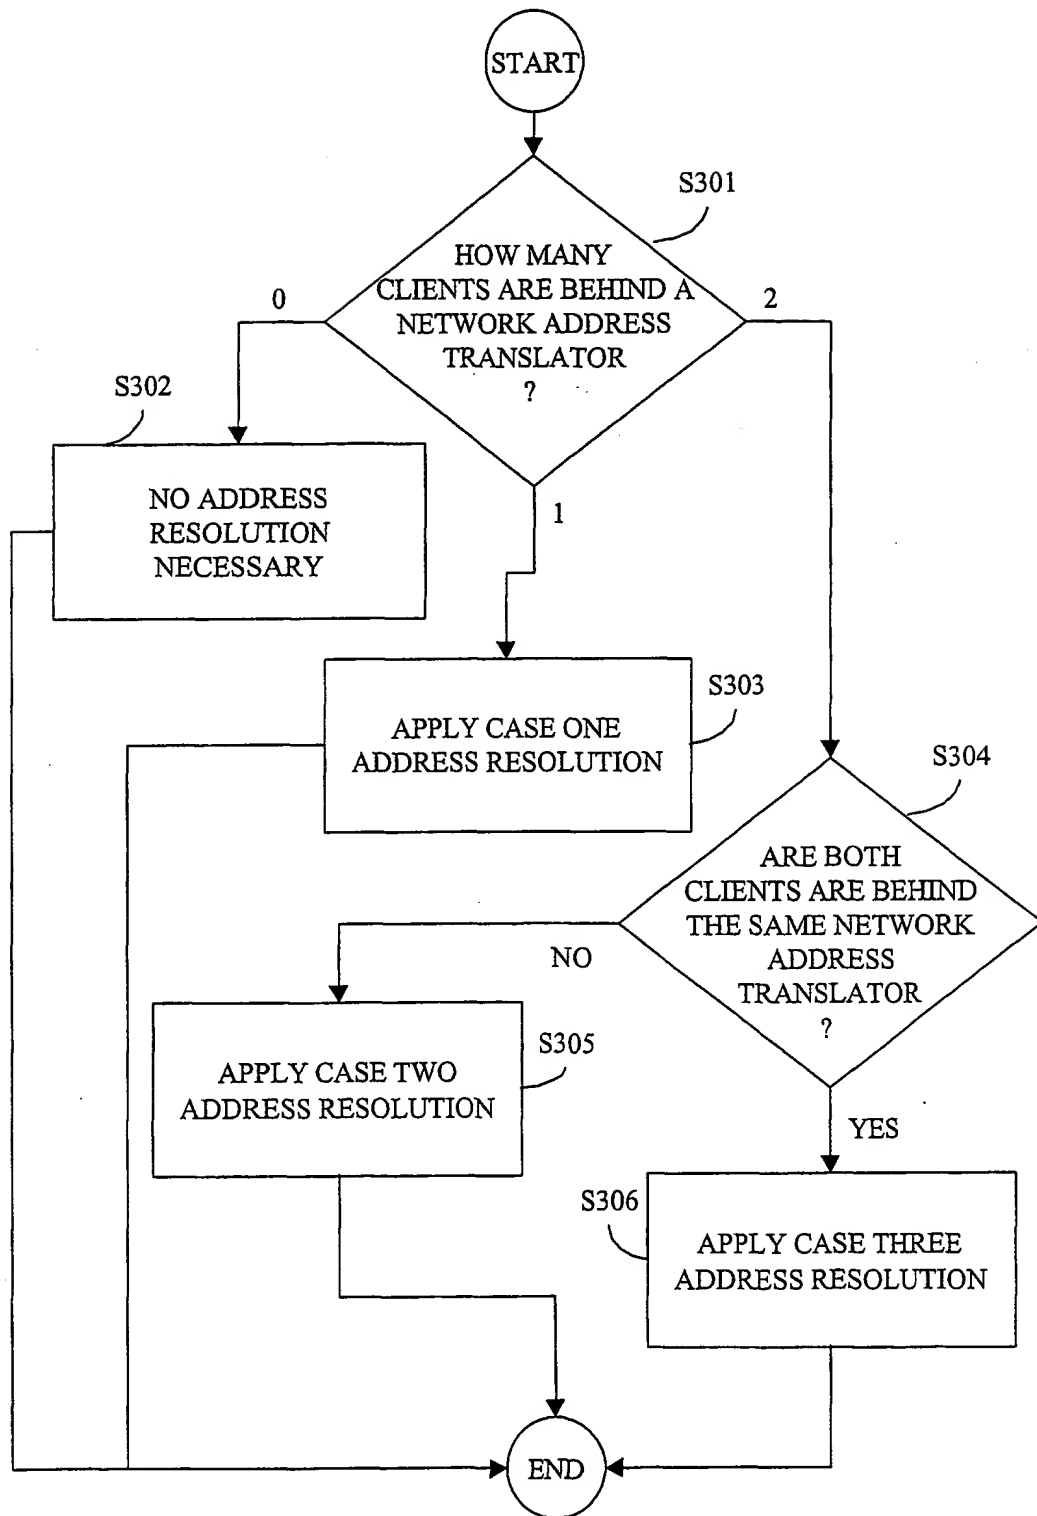 START
S301
HOW MANY
CLIENTS ARE BEHIND A
NETWORK ADDRESS
TRANSLATOR
?
0
2
S302
NO ADDRESS
RESOLUTION
NECESSARY
1
S303
APPLY CASE ONE
ADDRESS RESOLUTION
S304
ARE BOTH
CLIENTS ARE BEHIND
THE SAME NETWORK
ADDRESS
TRANSLATOR
?
NO
S305
APPLY CASE TWO
ADDRESS RESOLUTION
YES
S306
APPLY CASE THREE
ADDRESS RESOLUTION
END